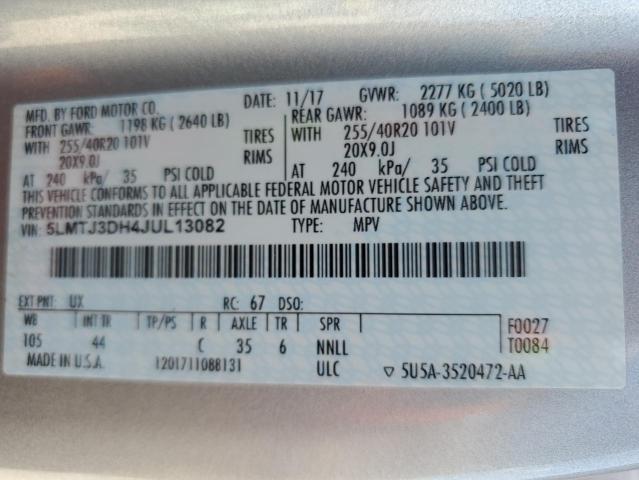 MFD. BY FORD MOTOR CO. DATE: 11/17 GVWR: 2277 KG ( 5020 LB)
FRONT GAWR: 1198 KG ( 2640 LB) REAR GAWR: 1089 KG ( 2400 LB)
WITH 255/40R20 101V TIRES WITH 255/40R20 101V TIRES
20X9.0J RIMS 20X9.0J RIMS
AT 240 kPa/ 35 PSI COLD AT 240 kPa/ 35 PSI COLD
THIS VEHICLE CONFORMS TO ALL APPLICABLE FEDERAL MOTOR VEHICLE SAFETY AND THEFT
PREVENTION STANDARDS IN EFFECT ON THE DATE OF MANUFACTURE SHOWN ABOVE.
VIN: 5LMTJ3DH4JUL13082 TYPE: MPV
EXT PNT: UX RC: 67 DSO:
WB INT TR TP/PS R AXLE TR SPR F0027
105 44 C 35 6 NNLL T0084
MADE IN U.S.A. 1201711088131 ULC ▽ 5U5A-3520472-AA